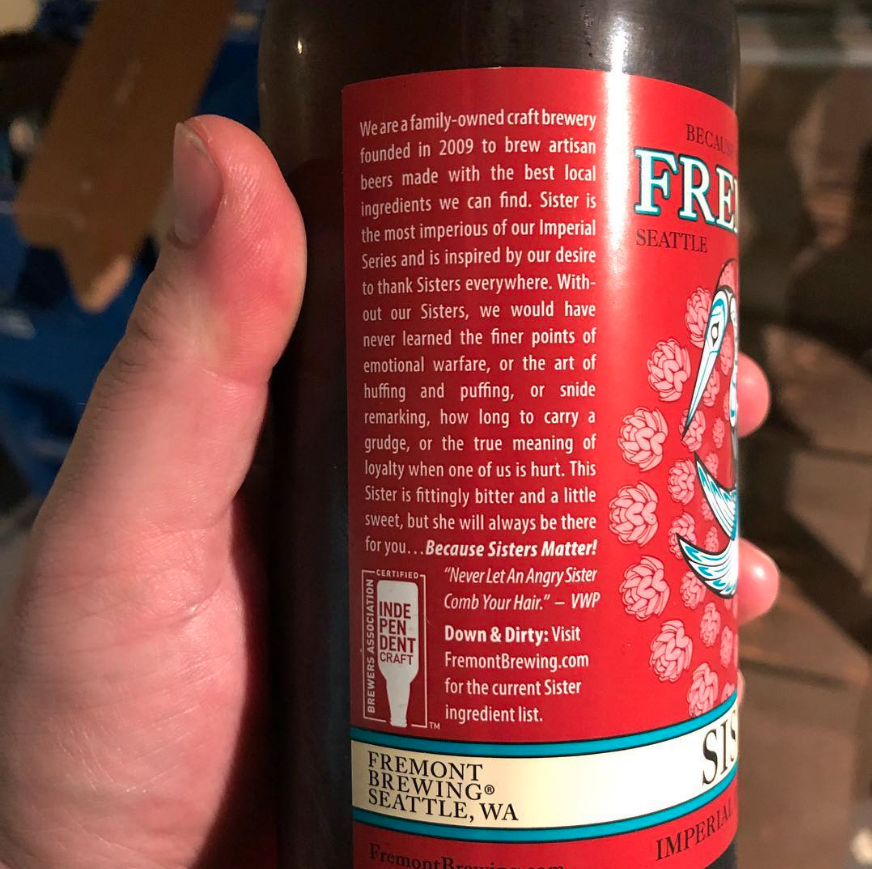 We are a family-owned craft brewery
founded in 2009 to brew artisan
beers made with the best local
ingredients we can find. Sister is
the most imperious of our Imperial
Series and is inspired by our desire
to thank Sisters everywhere. With-
out our Sisters, we would have
never learned the finer points of
emotional warfare, or the art of
huffing and puffing, or snide
remarking, how long to carry a
grudge, or the true meaning of
loyalty when one of us is hurt. This
Sister is fittingly bitter and a little
sweet, but she will always be there
for you...Because Sisters Matter!
"Never Let An Angry Sister
Comb Your Hair." – VWP
Down & Dirty: Visit
FremontBrewing.com
for the current Sister
ingredient list.
CERTIFIED
BREWERS ASSOCIATION
INDE
PEN
DENT
CRAFT
TM
FREMONT
BREWING®
SEATTLE, WA
FremontBrewing.com
SEATTLE
IMPERIAL